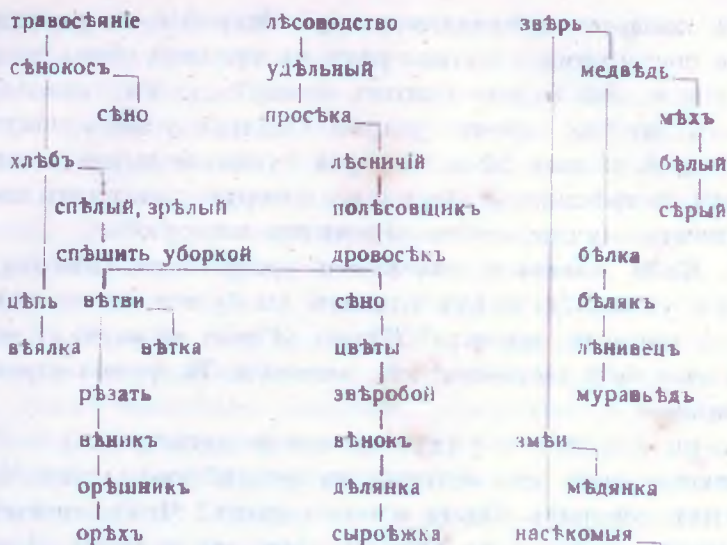 травосѣяніе лѣсоводство звѣрь
сѣнокосъ удѣльный медвѣдь
сѣно просѣка мѣхъ
хлѣбъ лѣсничій бѣлый
спѣлый, зрѣлый полѣсовщикъ сѣрый
спѣшить уборкой дровосѣкъ бѣлка
цѣпь вѣтви сѣно бѣлякъ
вѣялка вѣтка цвѣты лѣнивецъ
рѣзать звѣробой муравьѣдь
вѣникъ вѣнокъ змѣи
орѣшникъ дѣлянка мѣдянка
орѣхъ сыроѣжка насѣкомыя